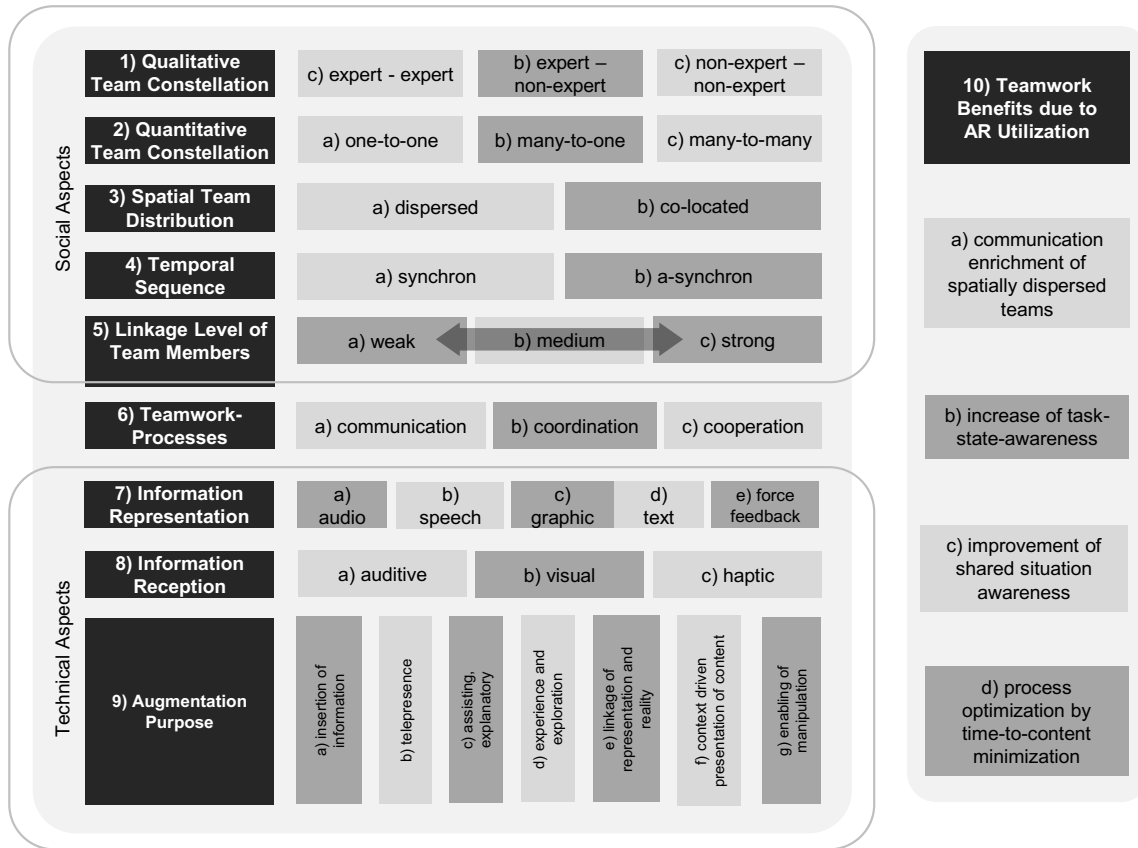 Social Aspects
1) Qualitative
Team Constellation
c) expert - expert
b) expert –
non-expert
c) non-expert –
non-expert
2) Quantitative
Team Constellation
a) one-to-one
b) many-to-one
c) many-to-many
3) Spatial Team
Distribution
a) dispersed
b) co-located
4) Temporal
Sequence
a) synchron
b) a-synchron
5) Linkage Level of
Team Members
a) weak
b) medium
c) strong
6) Teamwork-
Processes
a) communication
b) coordination
c) cooperation
Technical Aspects
7) Information
Representation
a)
audio
b)
speech
c)
graphic
d)
text
e) force
feedback
8) Information
Reception
a) auditive
b) visual
c) haptic
9) Augmentation
Purpose
a) insertion of
information
b) telepresence
c) assisting,
explanatory
d) experience and
exploration
e) linkage of
representation and
reality
f) context driven
presentation of content
g) enabling of
manipulation
10) Teamwork
Benefits due to
AR Utilization
a) communication
enrichment of
spatially dispersed
teams
b) increase of task-
state-awareness
c) improvement of
shared situation
awareness
d) process
optimization by
time-to-content
minimization